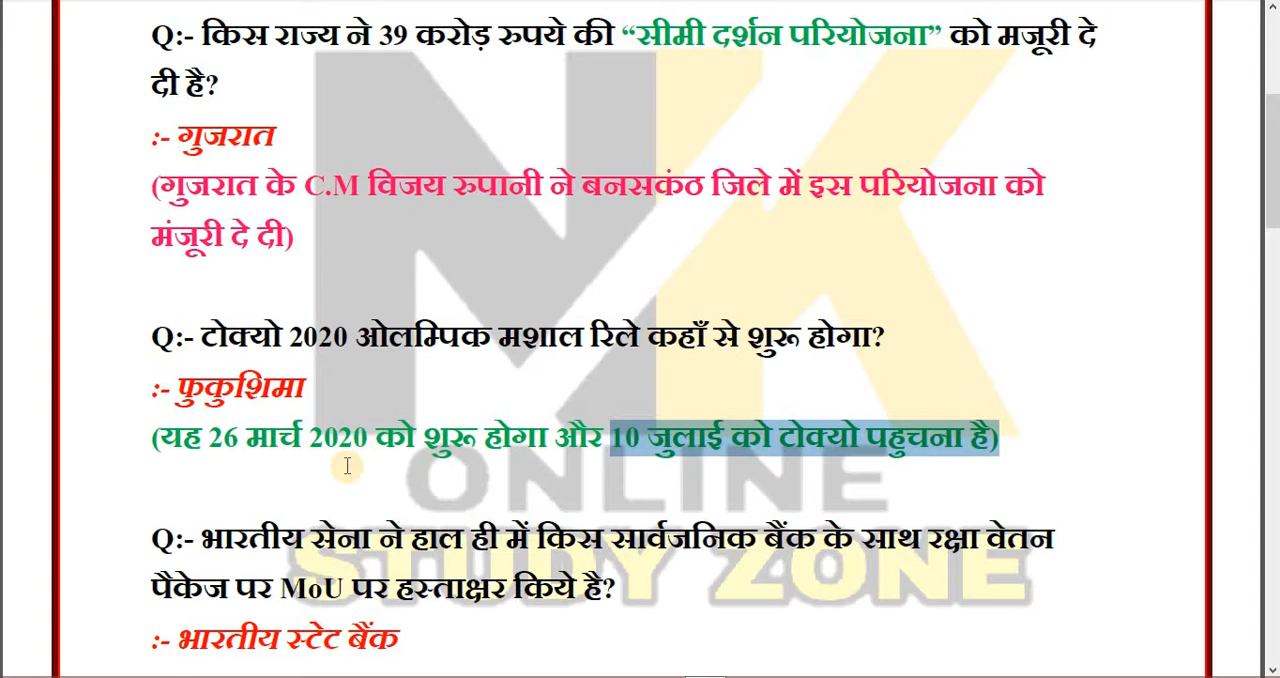 Q:- किस राज्य ने 39 करोड़ रुपये की “सीमी दर्शन परियोजना” को मजूरी दे
दी है?
:- गुजरात
(गुजरात के C.M विजय रुपानी ने बनसकंठ जिले में इस परियोजना को
मंजूरी दे दी)
Q:- टोक्यो 2020 ओलम्पिक मशाल रिले कहाँ से शुरू होगा?
:- फुकुशिमा
(यह 26 मार्च 2020 को शुरू होगा और 10 जुलाई को टोक्यो पहुचना है)
Q:- भारतीय सेना ने हाल ही में किस सार्वजनिक बैंक के साथ रक्षा वेतन
पैकेज पर MoU पर हस्ताक्षर किये है?
:- भारतीय स्टेट बैंक
NK
ONLINE
STUDY ZONE